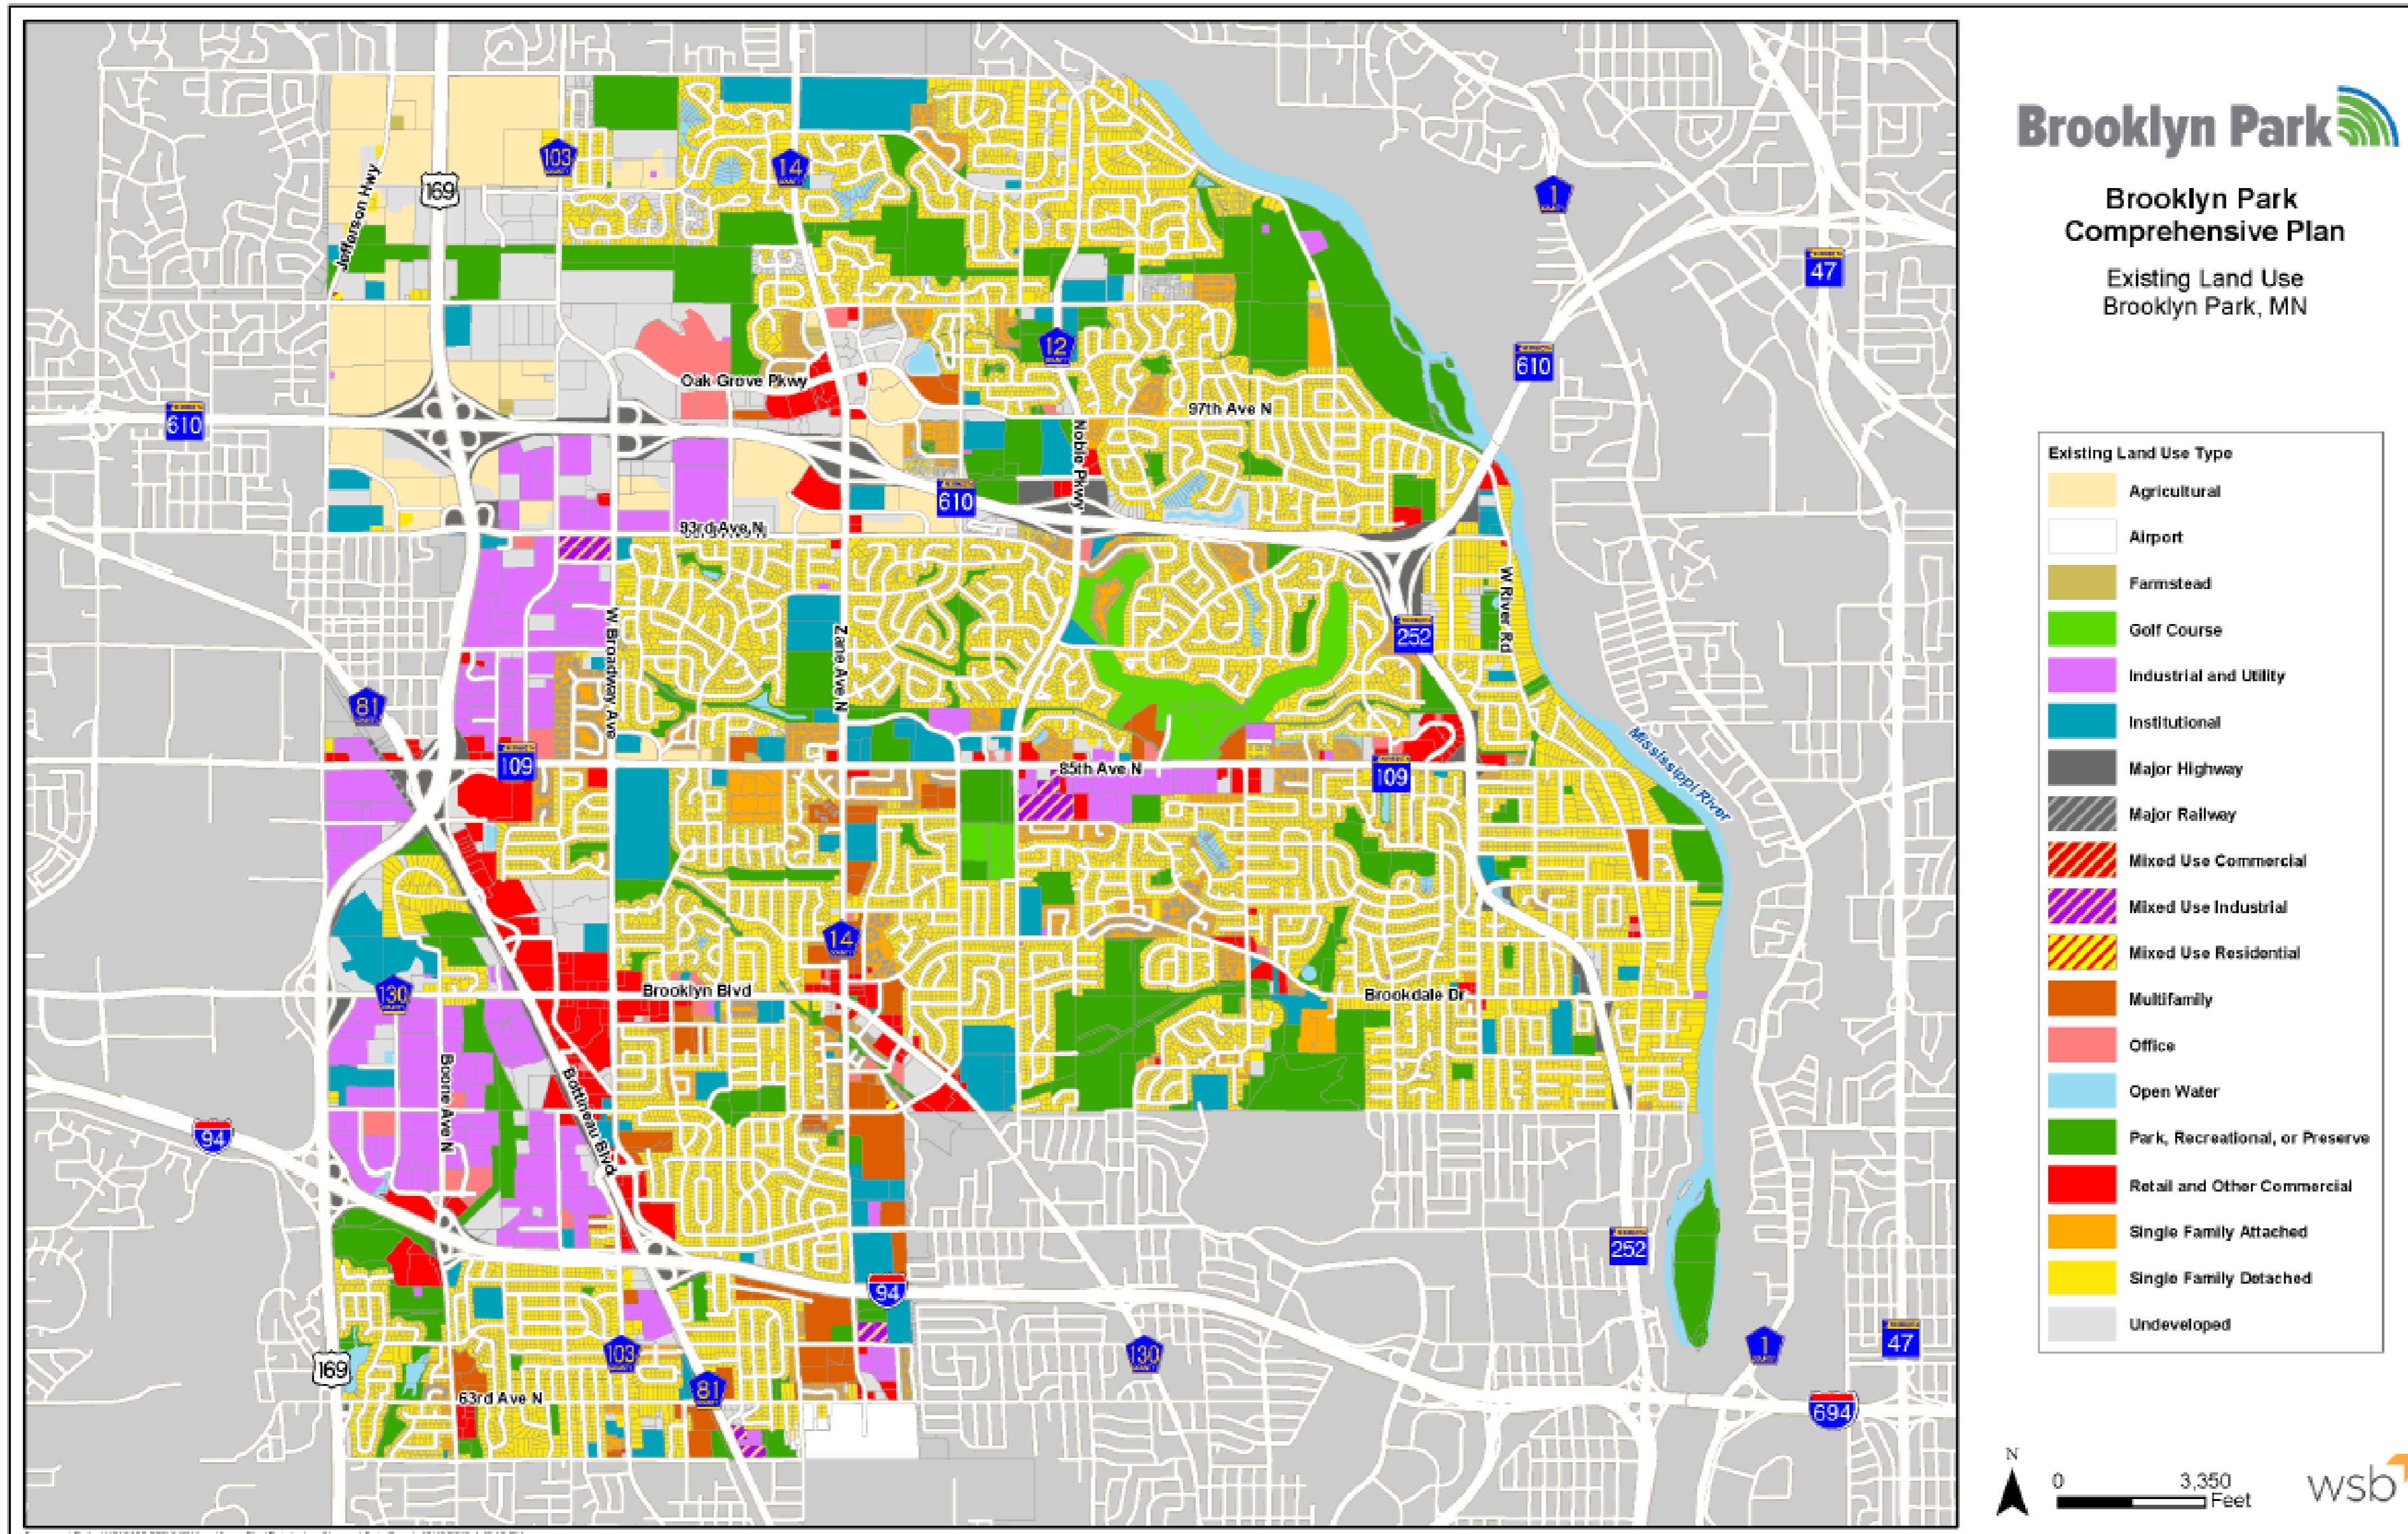 Brooklyn Park
Brooklyn Park
Comprehensive Plan
Existing Land Use
Brooklyn Park, MN
Existing Land Use Type
Agricultural
Airport
Farmstead
Golf Course
Industrial and Utility
Institutional
Major Highway
Major Railway
Mixed Use Commercial
Mixed Use Industrial
Mixed Use Residential
Multifamily
Office
Open Water
Park, Recreational, or Preserve
Retail and Other Commercial
Single Family Attached
Single Family Detached
Undeveloped
N
0 3,350
Feet
wsb
103
14
169
Jefferson Hwy
1
47
12
610
Oak Grove Pkwy
97th Ave N
610
Noble Pkwy
610
93rd Ave N
W Broadway Ave
Zane Ave N
252
W River Rd
81
Mississippi River
109
85th Ave N
109
14
130
Brooklyn Blvd
Brookdale Dr
Boone Ave N
Bottineau Blvd
94
252
94
169
103
81
63rd Ave N
130
1
47
694